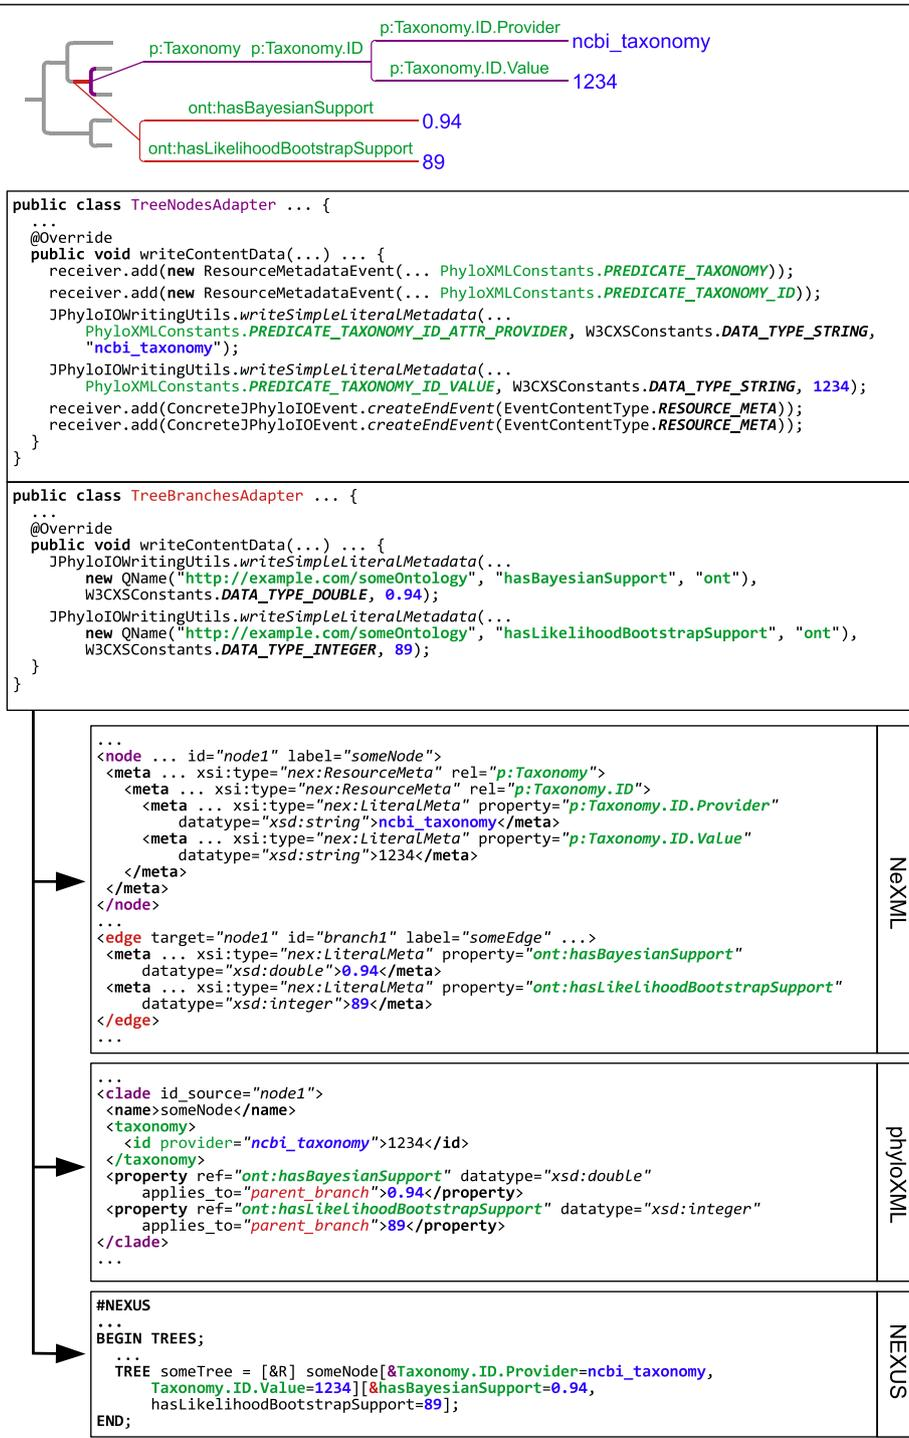 p:Taxonomy.ID.Provider
p:Taxonomy p:Taxonomy.ID
ncbi_taxonomy
p:Taxonomy.ID.Value
1234
ont:hasBayesianSupport
0.94
ont:hasLikelihoodBootstrapSupport
89
public class TreeNodesAdapter ... {
...
@Override
public void writeContentData(...) ... {
receiver.add(new ResourceMetadataEvent(... PhyloXMLConstants.PREDICATE_TAXONOMY));
receiver.add(new ResourceMetadataEvent(... PhyloXMLConstants.PREDICATE_TAXONOMY_ID));
JPhyloIOWritingUtils.writeSimpleLiteralMetadata(...
PhyloXMLConstants.PREDICATE_TAXONOMY_ID_ATTR_PROVIDER, W3CXSConstants.DATA_TYPE_STRING,
"ncbi_taxonomy");
JPhyloIOWritingUtils.writeSimpleLiteralMetadata(...
PhyloXMLConstants.PREDICATE_TAXONOMY_ID_VALUE, W3CXSConstants.DATA_TYPE_STRING, 1234);
receiver.add(ConcreteJPhyloIOEvent.createEndEvent(EventContentType.RESOURCE_META));
receiver.add(ConcreteJPhyloIOEvent.createEndEvent(EventContentType.RESOURCE_META));
}
}
public class TreeBranchesAdapter ... {
...
@Override
public void writeContentData(...) ... {
JPhyloIOWritingUtils.writeSimpleLiteralMetadata(...
new QName("http://example.com/someOntology", "hasBayesianSupport", "ont"),
W3CXSConstants.DATA_TYPE_DOUBLE, 0.94);
JPhyloIOWritingUtils.writeSimpleLiteralMetadata(...
new QName("http://example.com/someOntology", "hasLikelihoodBootstrapSupport", "ont"),
W3CXSConstants.DATA_TYPE_INTEGER, 89);
}
}
...
<node ... id="node1" label="someNode">
<meta ... xsi:type="nex:ResourceMeta" rel="p:Taxonomy">
<meta ... xsi:type="nex:ResourceMeta" rel="p:Taxonomy.ID">
<meta ... xsi:type="nex:LiteralMeta" property="p:Taxonomy.ID.Provider"
datatype="xsd:string">ncbi_taxonomy</meta>
<meta ... xsi:type="nex:LiteralMeta" property="p:Taxonomy.ID.Value"
datatype="xsd:string">1234</meta>
</meta>
</meta>
</node>
...
<edge target="node1" id="branch1" label="someEdge" ...>
<meta ... xsi:type="nex:LiteralMeta" property="ont:hasBayesianSupport"
datatype="xsd:double">0.94</meta>
<meta ... xsi:type="nex:LiteralMeta" property="ont:hasLikelihoodBootstrapSupport"
datatype="xsd:integer">89</meta>
</edge>
...
NeXML
...
<clade id_source="node1">
<name>someNode</name>
<taxonomy>
<id provider="ncbi_taxonomy">1234</id>
</taxonomy>
<property ref="ont:hasBayesianSupport" datatype="xsd:double"
applies_to="parent_branch">0.94</property>
<property ref="ont:hasLikelihoodBootstrapSupport" datatype="xsd:integer"
applies_to="parent_branch">89</property>
</clade>
...
phyloXML
#NEXUS
...
BEGIN TREES;
...
TREE someTree = [&R] someNode[&Taxonomy.ID.Provider=ncbi_taxonomy,
Taxonomy.ID.Value=1234][&hasBayesianSupport=0.94,
hasLikelihoodBootstrapSupport=89];
END;
NEXUS